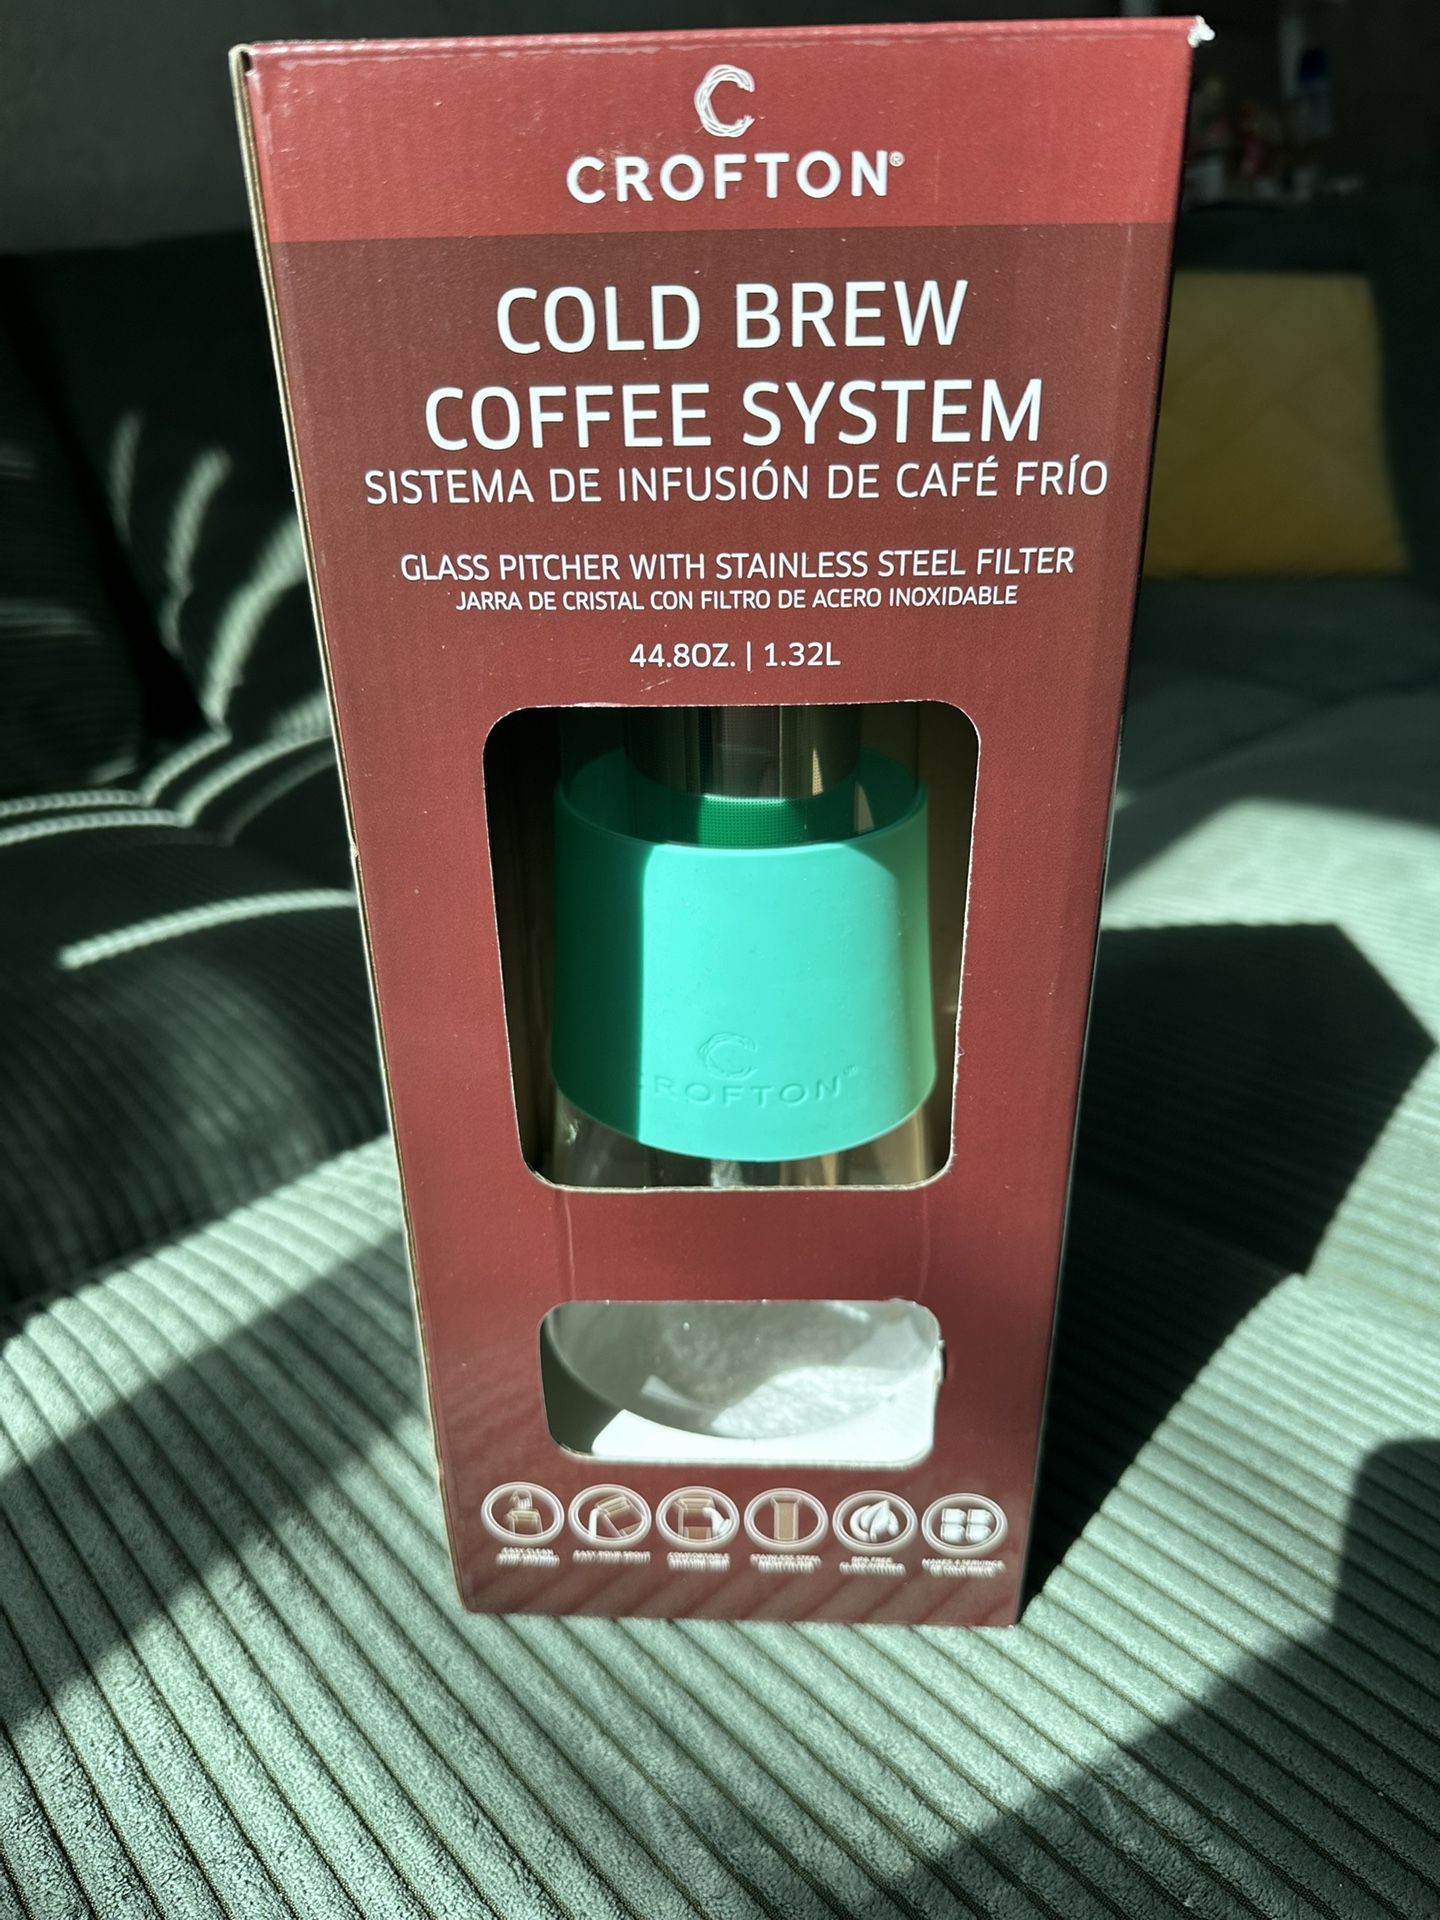 CROFTON®
COLD BREW
COFFEE SYSTEM
SISTEMA DE INFUSIÓN DE CAFÉ FRÍO
GLASS PITCHER WITH STAINLESS STEEL FILTER
JARRA DE CRISTAL CON FILTRO DE ACERO INOXIDABLE
44.8OZ. | 1.32L
CROFTON®